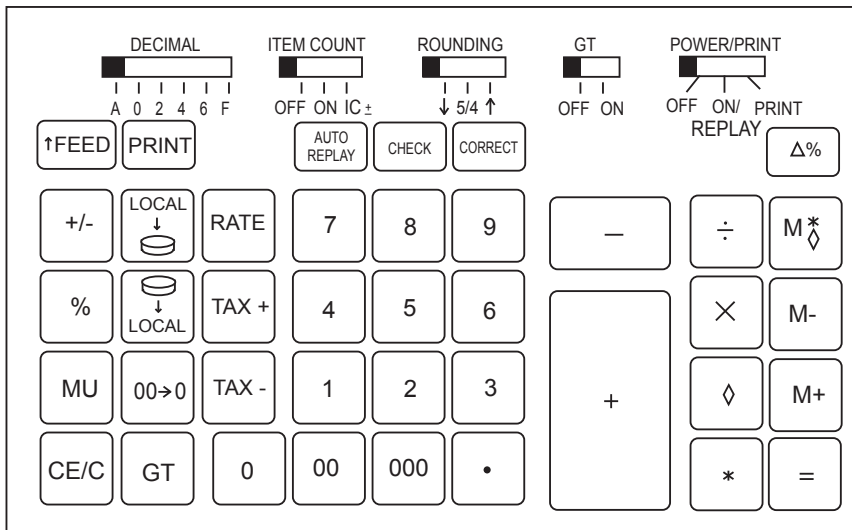 DECIMAL ITEM COUNT ROUNDING GT POWER/PRINT
A 0 2 4 6 F OFF ON IC ± ↓ 5/4 ↑ OFF ON OFF ON/ PRINT
REPLAY
↑FEED PRINT AUTO REPLAY CHECK CORRECT Δ%
+/- LOCAL ↓ RATE 7 8 9 — ÷ M*◊
% ↓ LOCAL TAX + 4 5 6 × M-
MU 00→0 TAX - 1 2 3 + ◊ M+
CE/C GT 0 00 000 • * =